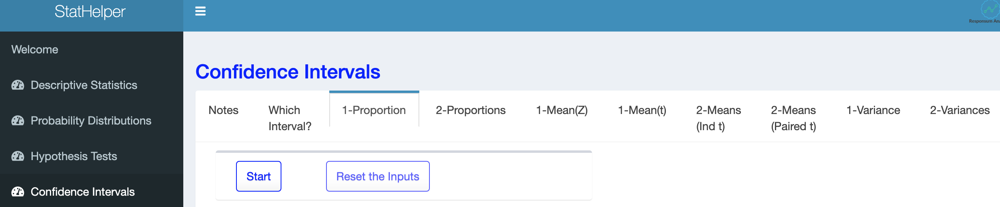 StatHelper
Responsum Ana
Welcome
Descriptive Statistics
Probability Distributions
Hypothesis Tests
Confidence Intervals
Confidence Intervals
Notes
Which
Interval?
1-Proportion
2-Proportions
1-Mean(Z)
1-Mean(t)
2-Means
(Ind t)
2-Means
(Paired t)
1-Variance
2-Variances
Start
Reset the Inputs